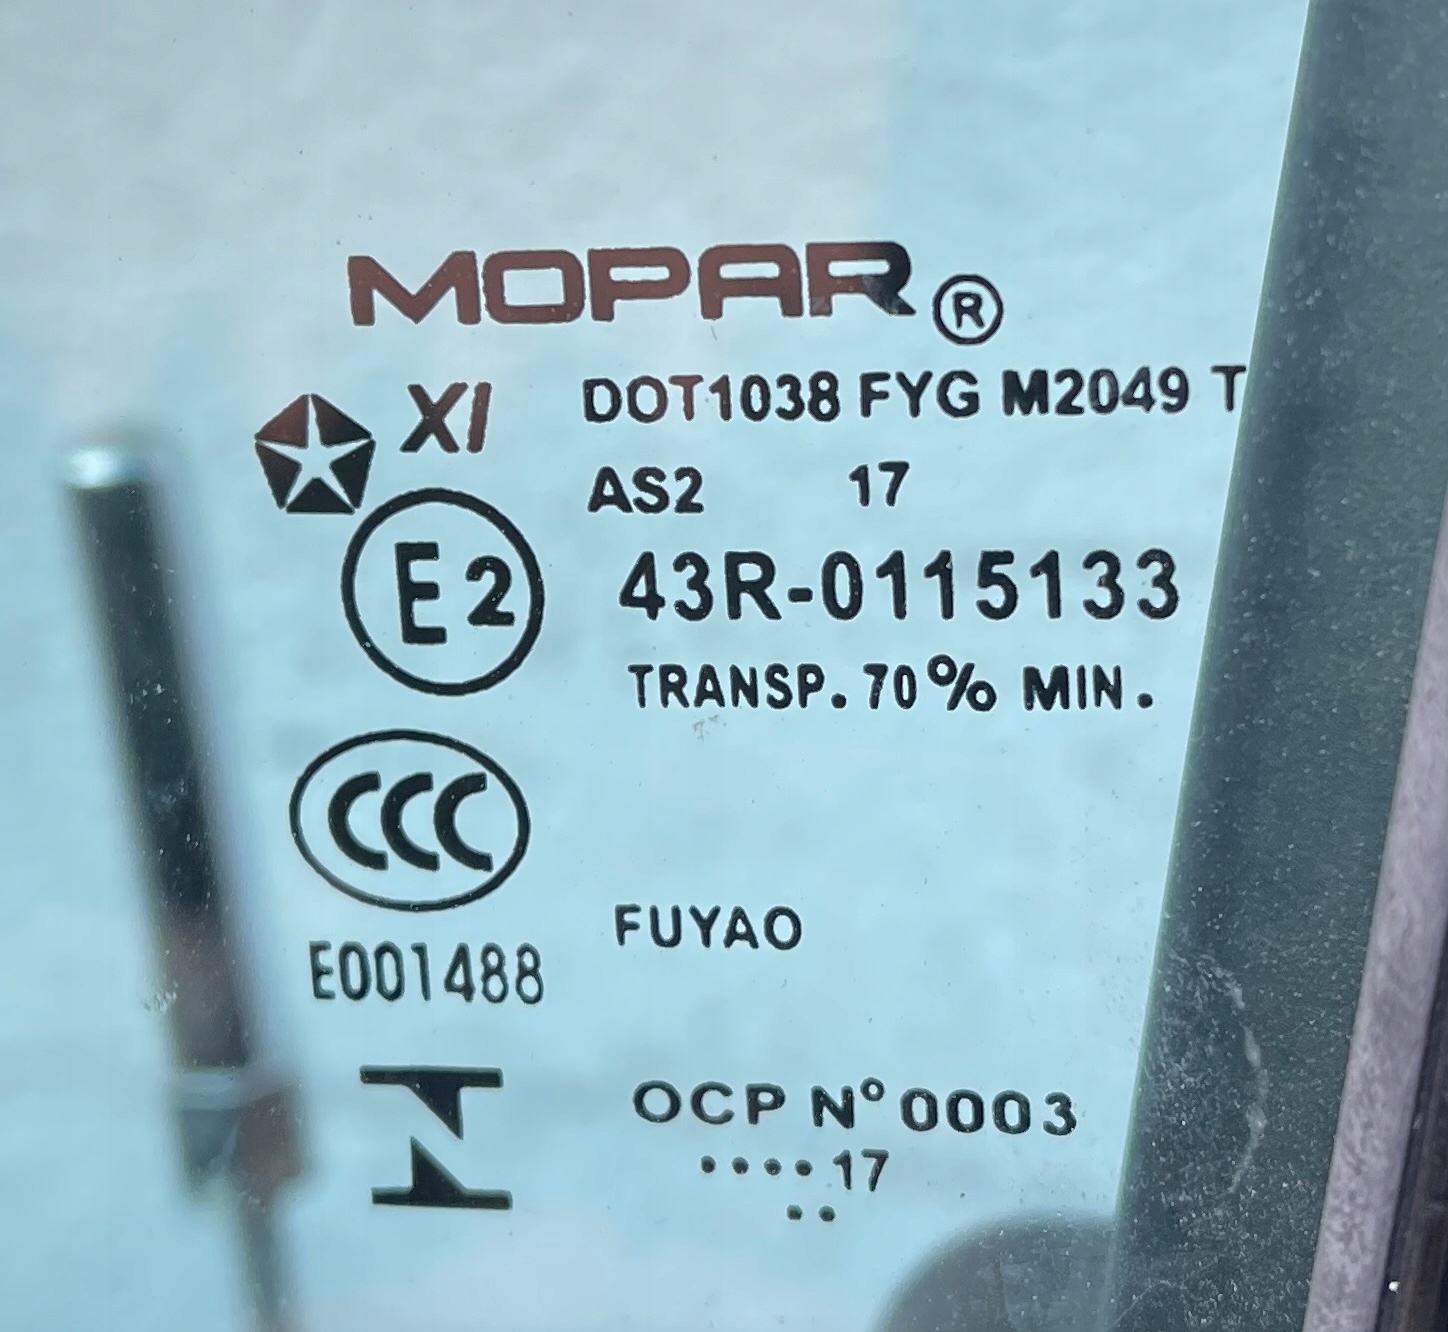 MOPAR®
XI DOT1038 FYG M2049 T
AS2 17
E2 43R-0115133
TRANSP. 70% MIN.
CCC
FUYAO
E001488
OCP Nº 0003
....17
..